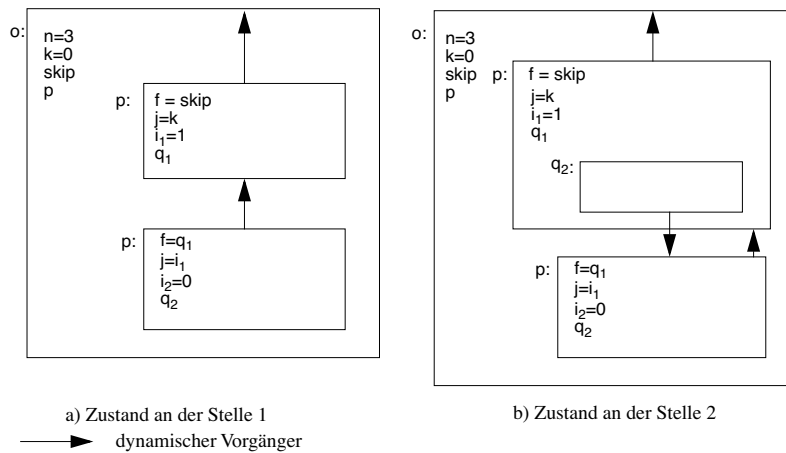 o:
n=3
k=0
skip
p
p:
f = skip
j=k
i₁=1
q₁
p:
f=q₁
j=i₁
i₂=0
q₂
a) Zustand an der Stelle 1
dynamischer Vorgänger
o:
n=3
k=0
skip
p
p:
f = skip
j=k
i₁=1
q₁
q₂:
p:
f=q₁
j=i₁
i₂=0
q₂
b) Zustand an der Stelle 2